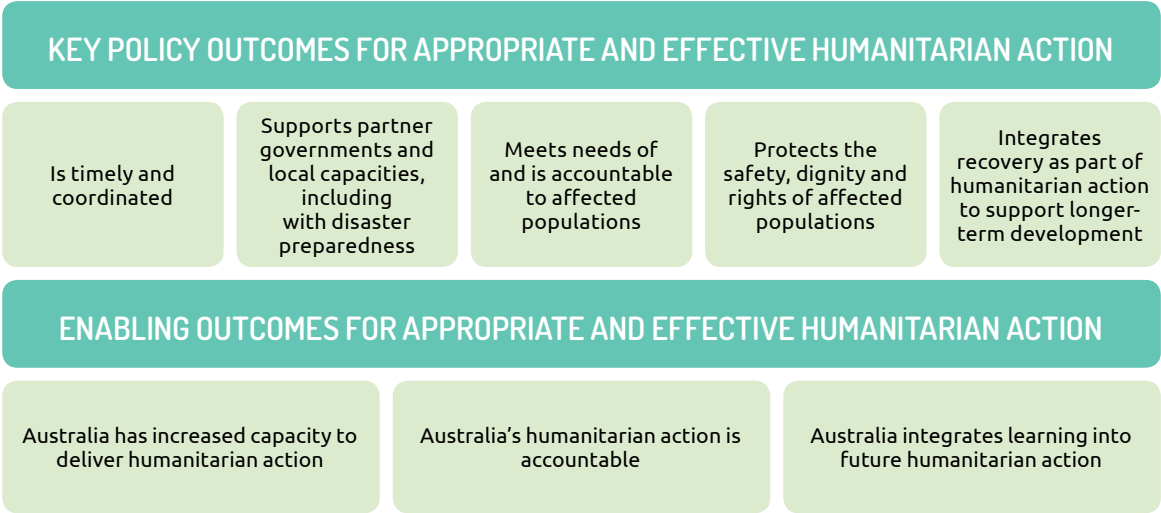 KEY POLICY OUTCOMES FOR APPROPRIATE AND EFFECTIVE HUMANITARIAN ACTION
Is timely and
coordinated
Supports partner
governments and
local capacities,
including
with disaster
preparedness
Meets needs of
and is accountable
to affected
populations
Protects the
safety, dignity and
rights of affected
populations
Integrates
recovery as part of
humanitarian action
to support longer-
term development
ENABLING OUTCOMES FOR APPROPRIATE AND EFFECTIVE HUMANITARIAN ACTION
Australia has increased capacity to
deliver humanitarian action
Australia’s humanitarian action is
accountable
Australia integrates learning into
future humanitarian action